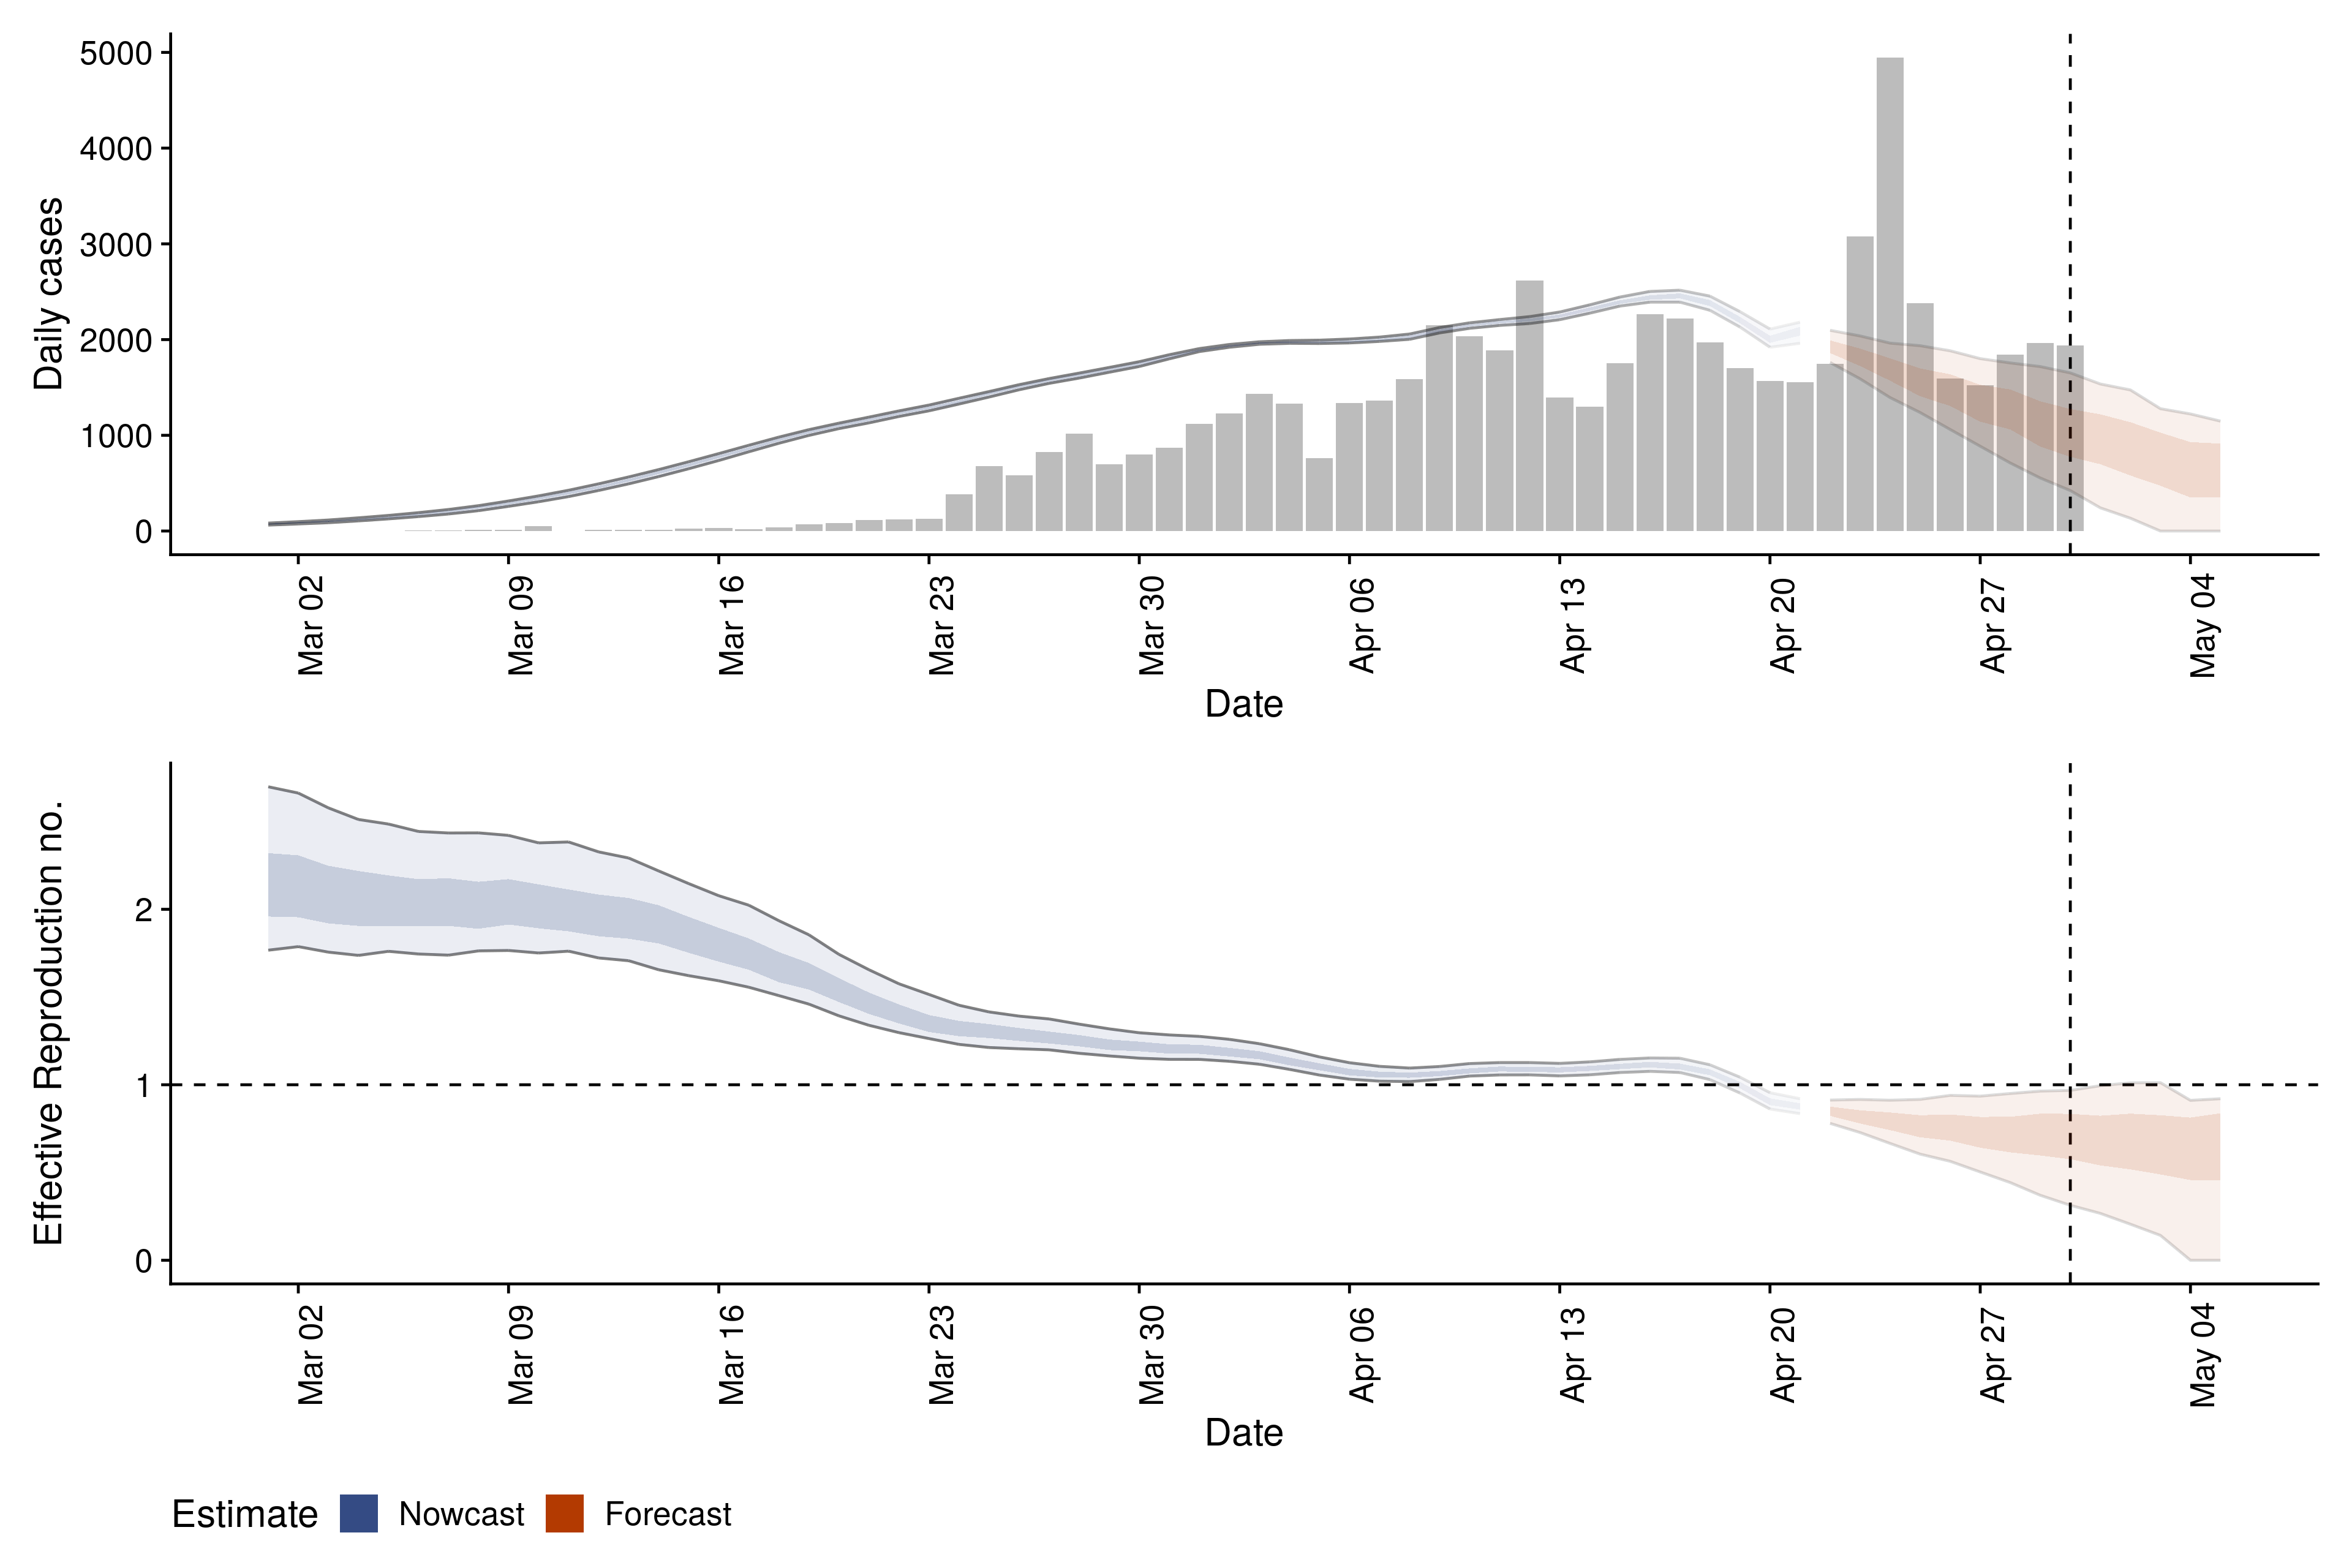 Daily cases
5000
4000
3000
2000
1000
0
Mar 02
Mar 09
Mar 16
Mar 23
Mar 30
Apr 06
Apr 13
Apr 20
Apr 27
May 04
Date
Effective Reproduction no.
2
1
0
Mar 02
Mar 09
Mar 16
Mar 23
Mar 30
Apr 06
Apr 13
Apr 20
Apr 27
May 04
Date
Estimate Nowcast Forecast